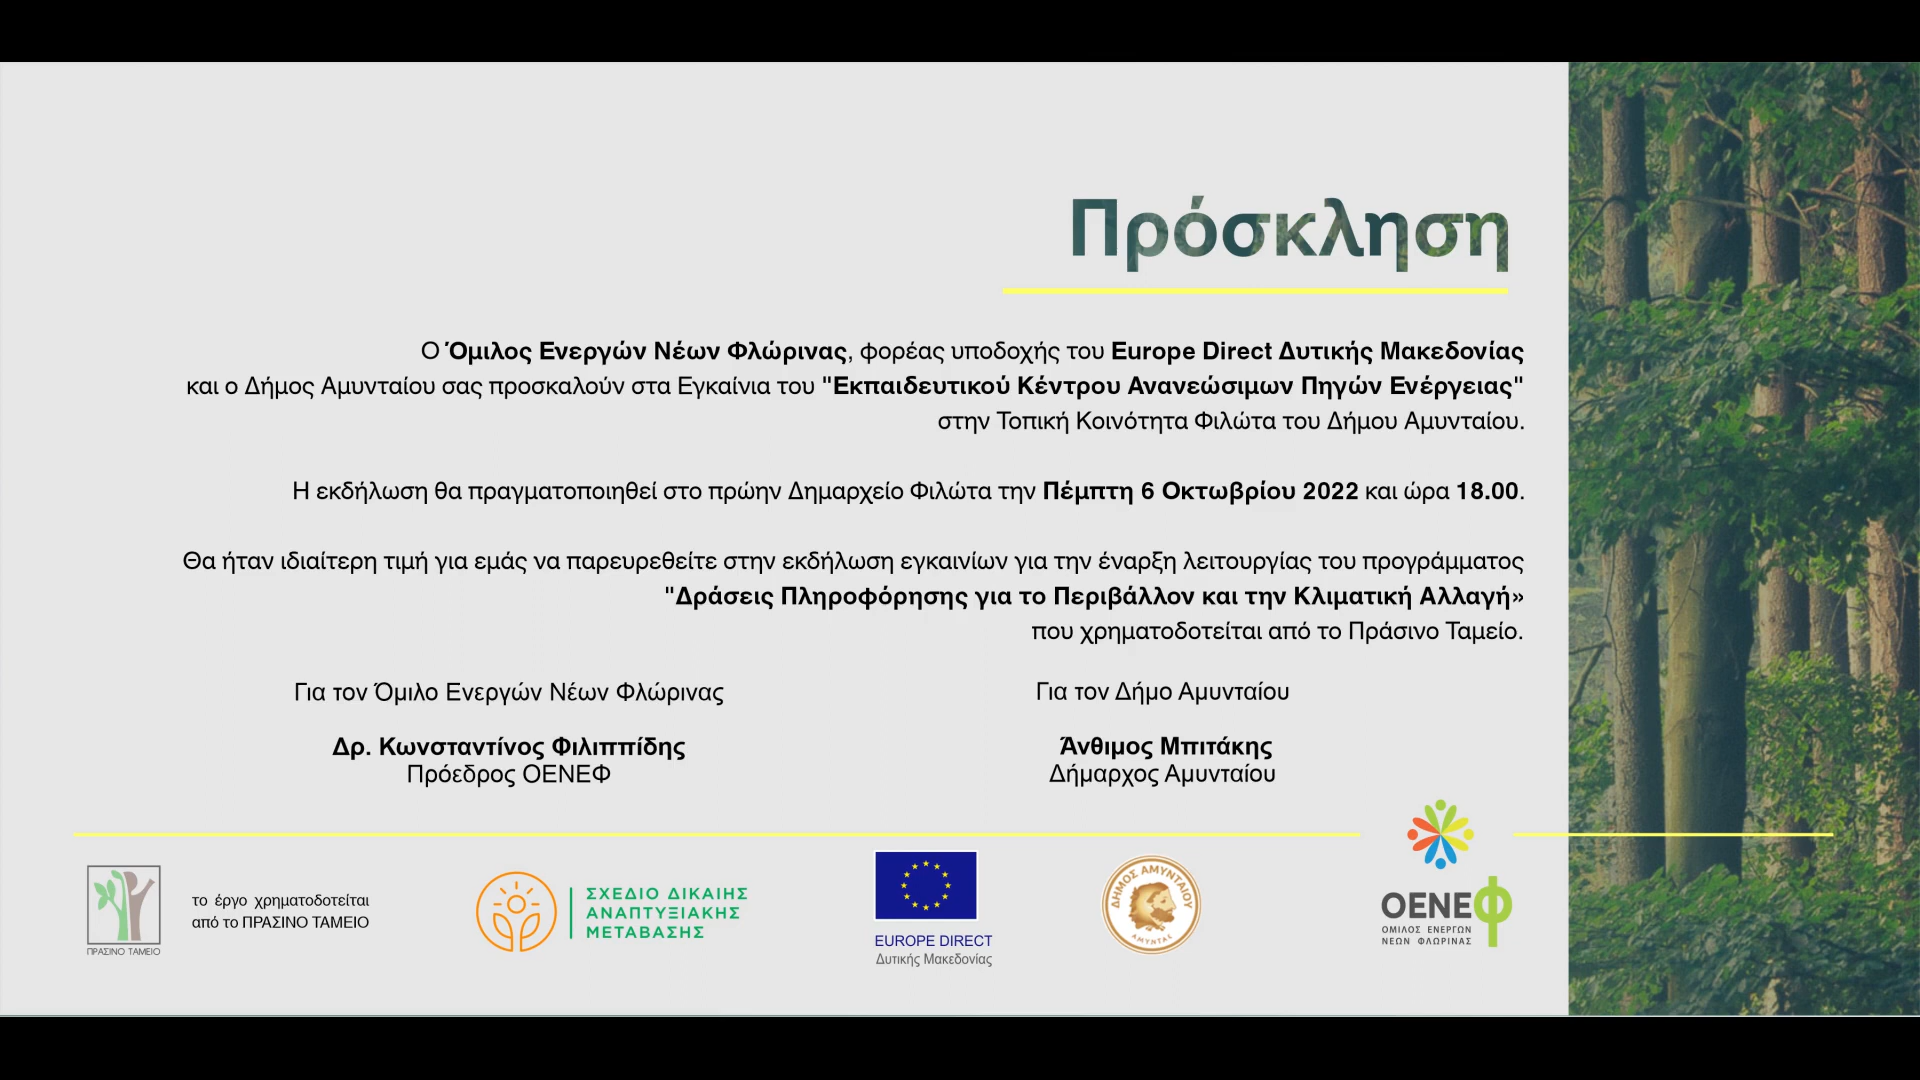 Πρόσκληση
Ο Όμιλος Ενεργών Νέων Φλώρινας, φορέας υποδοχής του Europe Direct Δυτικής Μακεδονίας
και ο Δήμος Αμυνταίου σας προσκαλούν στα Εγκαίνια του "Εκπαιδευτικού Κέντρου Ανανεώσιμων Πηγών Ενέργειας"
στην Τοπική Κοινότητα Φιλώτα του Δήμου Αμυνταίου.
Η εκδήλωση θα πραγματοποιηθεί στο πρώην Δημαρχείο Φιλώτα την Πέμπτη 6 Οκτωβρίου 2022 και ώρα 18.00.
Θα ήταν ιδιαίτερη τιμή για εμάς να παρευρεθείτε στην εκδήλωση εγκαινίων για την έναρξη λειτουργίας του προγράμματος
"Δράσεις Πληροφόρησης για το Περιβάλλον και την Κλιματική Αλλαγή»
που χρηματοδοτείται από το Πράσινο Ταμείο.
Για τον Όμιλο Ενεργών Νέων Φλώρινας
Δρ. Κωνσταντίνος Φιλιππίδης
Πρόεδρος ΟΕΝΕΦ
Για τον Δήμο Αμυνταίου
Άνθιμος Μπιτάκης
Δήμαρχος Αμυνταίου
ΠΡΑΣΙΝΟ ΤΑΜΕΙΟ
το έργο χρηματοδοτείται
από το ΠΡΑΣΙΝΟ ΤΑΜΕΙΟ
ΣΧΕΔΙΟ ΔΙΚΑΙΗΣ
ΑΝΑΠΤΥΞΙΑΚΗΣ
ΜΕΤΑΒΑΣΗΣ
EUROPE DIRECT
Δυτικής Μακεδονίας
ΔΗΜΟΣ ΑΜΥΝΤΑΙΟΥ
ΑΜΥΝΤΑΣ
ΟΕΝΕΦ
ΟΜΙΛΟΣ ΕΝΕΡΓΩΝ
ΝΕΩΝ ΦΛΩΡΙΝΑΣ